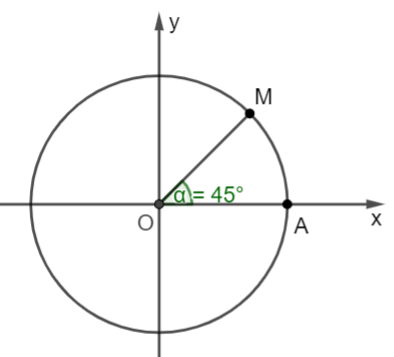 y
M
α = 45°
O
A
x